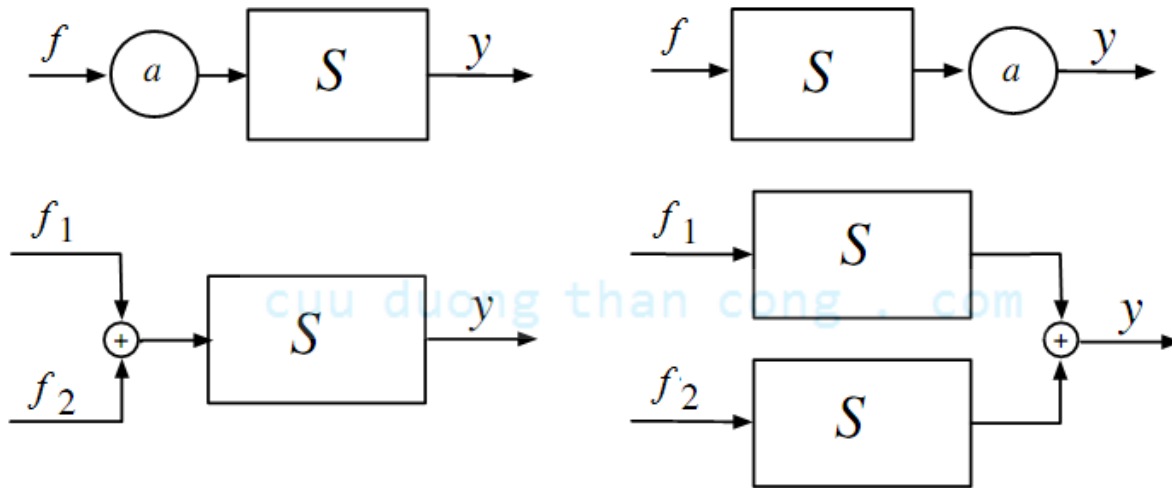 f a S y
f S a y
f1
f2
+ S y
f1 S
f2 S
+ y
cuu duong than cong . com